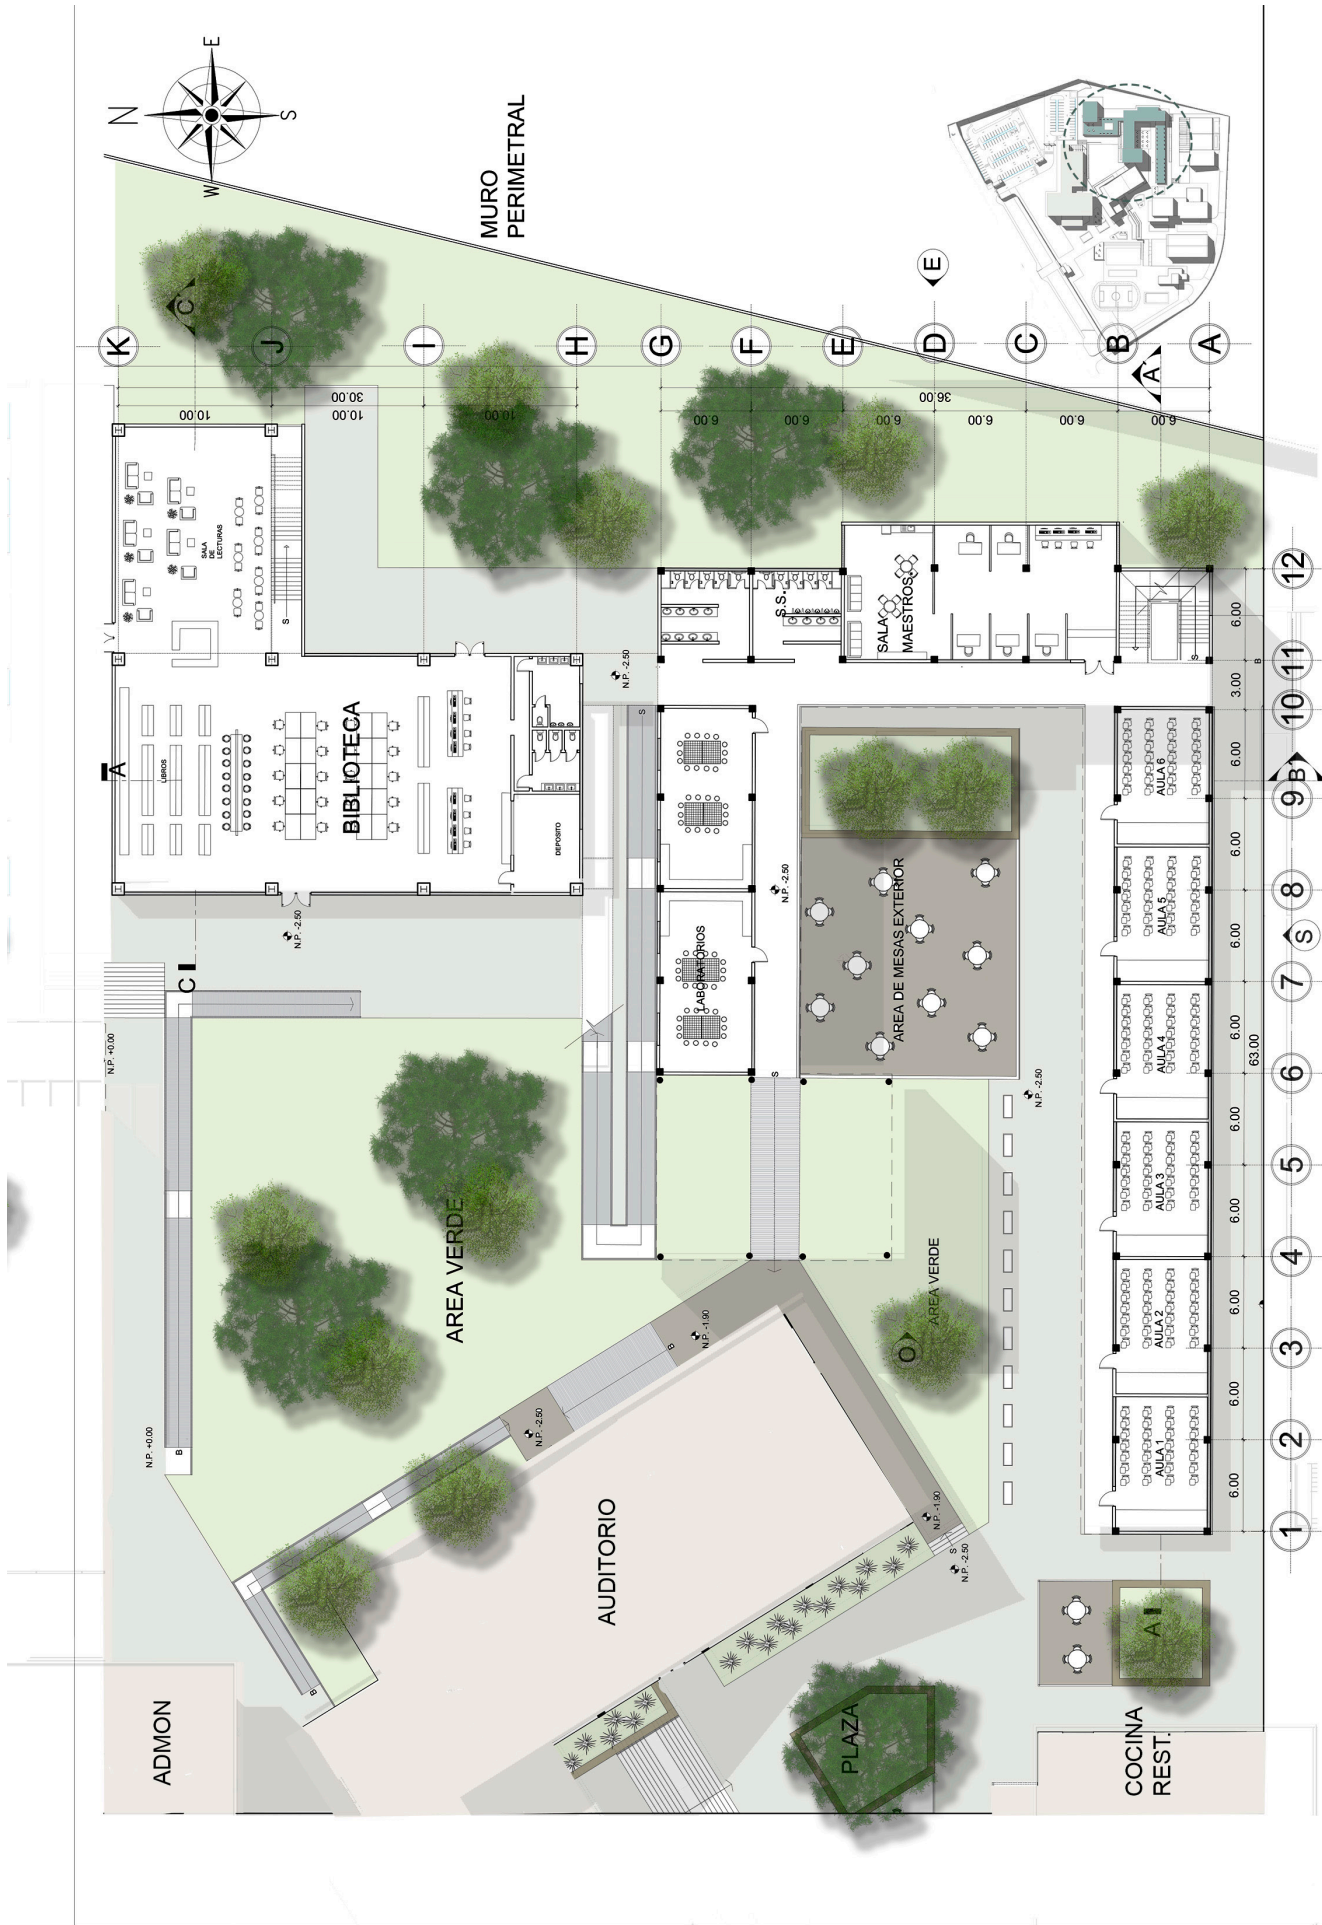 N
E
S
W
MURO
PERIMETRAL
E
K
J
I
H
G
F
E
D
C
B
A
C
A
10.00
10.00
10.00
30.00
6.00
6.00
6.00
6.00
6.00
6.00
36.00
SALA
DE
LECTURAS
S
LIBROS
BIBLIOTECA
DEPOSITO
A
C
N.P. -2.50
N.P. -2.50
S
S.S.
SALA
MAESTROS.
S
B
LABORATORIOS
N.P. -2.50
S
AREA DE MESAS EXTERIOR
N.P. -2.50
AULA 6
AULA 5
AULA 4
AULA 3
AULA 2
AULA 1
12
11
10
9
8
7
6
5
4
3
2
1
B
S
6.00
3.00
6.00
6.00
6.00
6.00
6.00
6.00
6.00
6.00
6.00
63.00
N.P. +0.00
N.P. +0.00
B
AREA VERDE
AREA VERDE
O
N.P. -1.90
B
N.P. -2.50
B
AUDITORIO
N.P. -1.90
S
N.P. -2.50
ADMON
PLAZA
A
COCINA
REST.